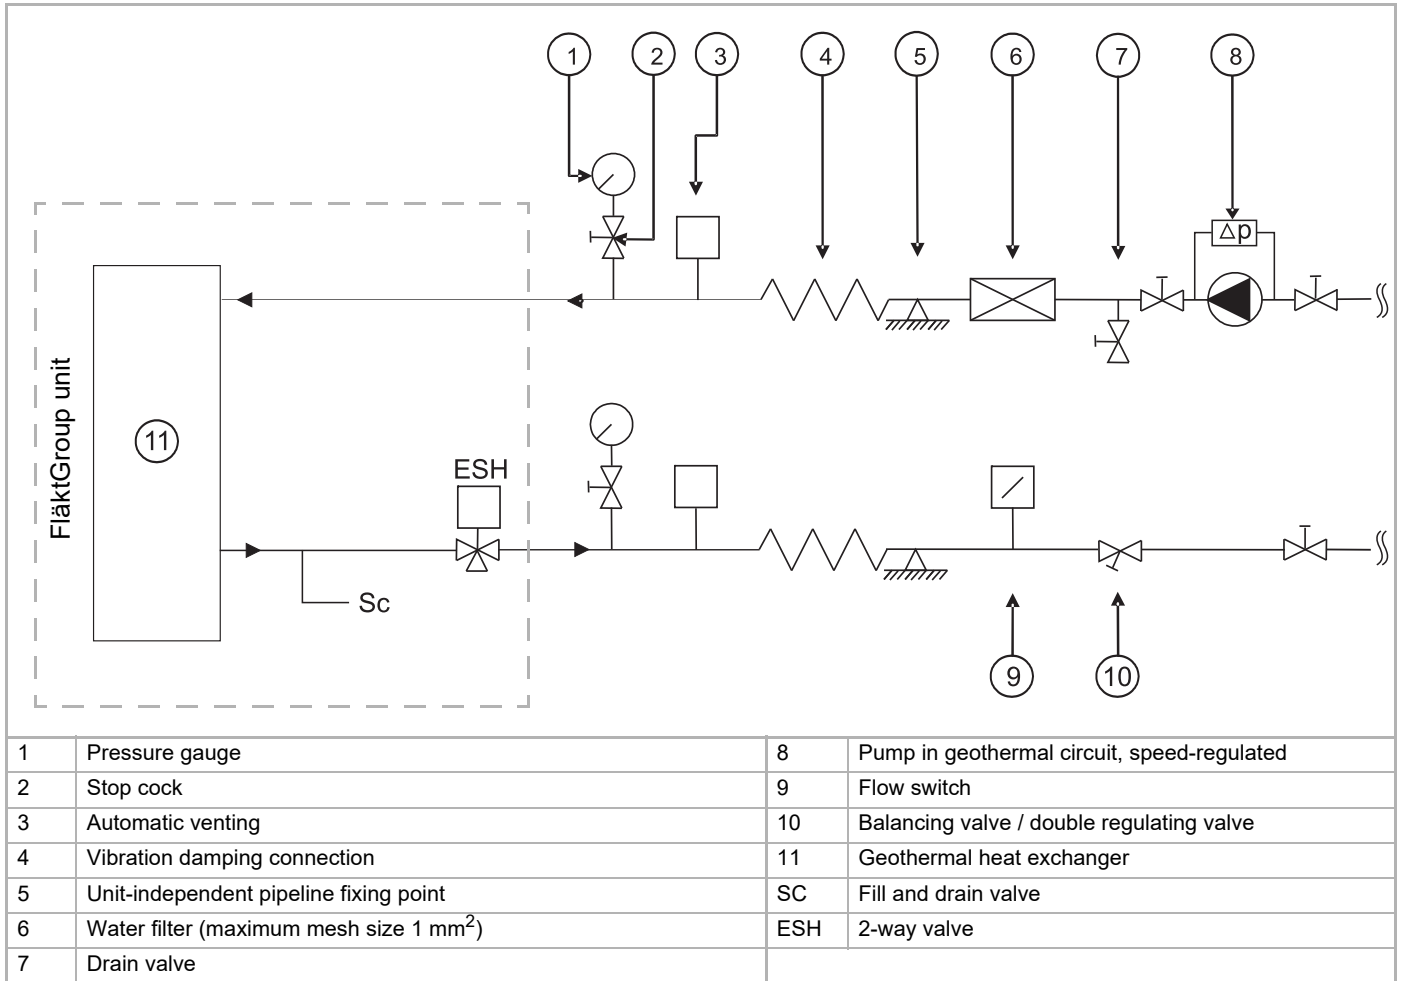 1 2 3 4 5 6 7 8
Δp
FläktGroup unit
11
ESH
Sc
9 10
1 Pressure gauge 8 Pump in geothermal circuit, speed-regulated
2 Stop cock 9 Flow switch
3 Automatic venting 10 Balancing valve / double regulating valve
4 Vibration damping connection 11 Geothermal heat exchanger
5 Unit-independent pipeline fixing point SC Fill and drain valve
6 Water filter (maximum mesh size 1 mm²) ESH 2-way valve
7 Drain valve